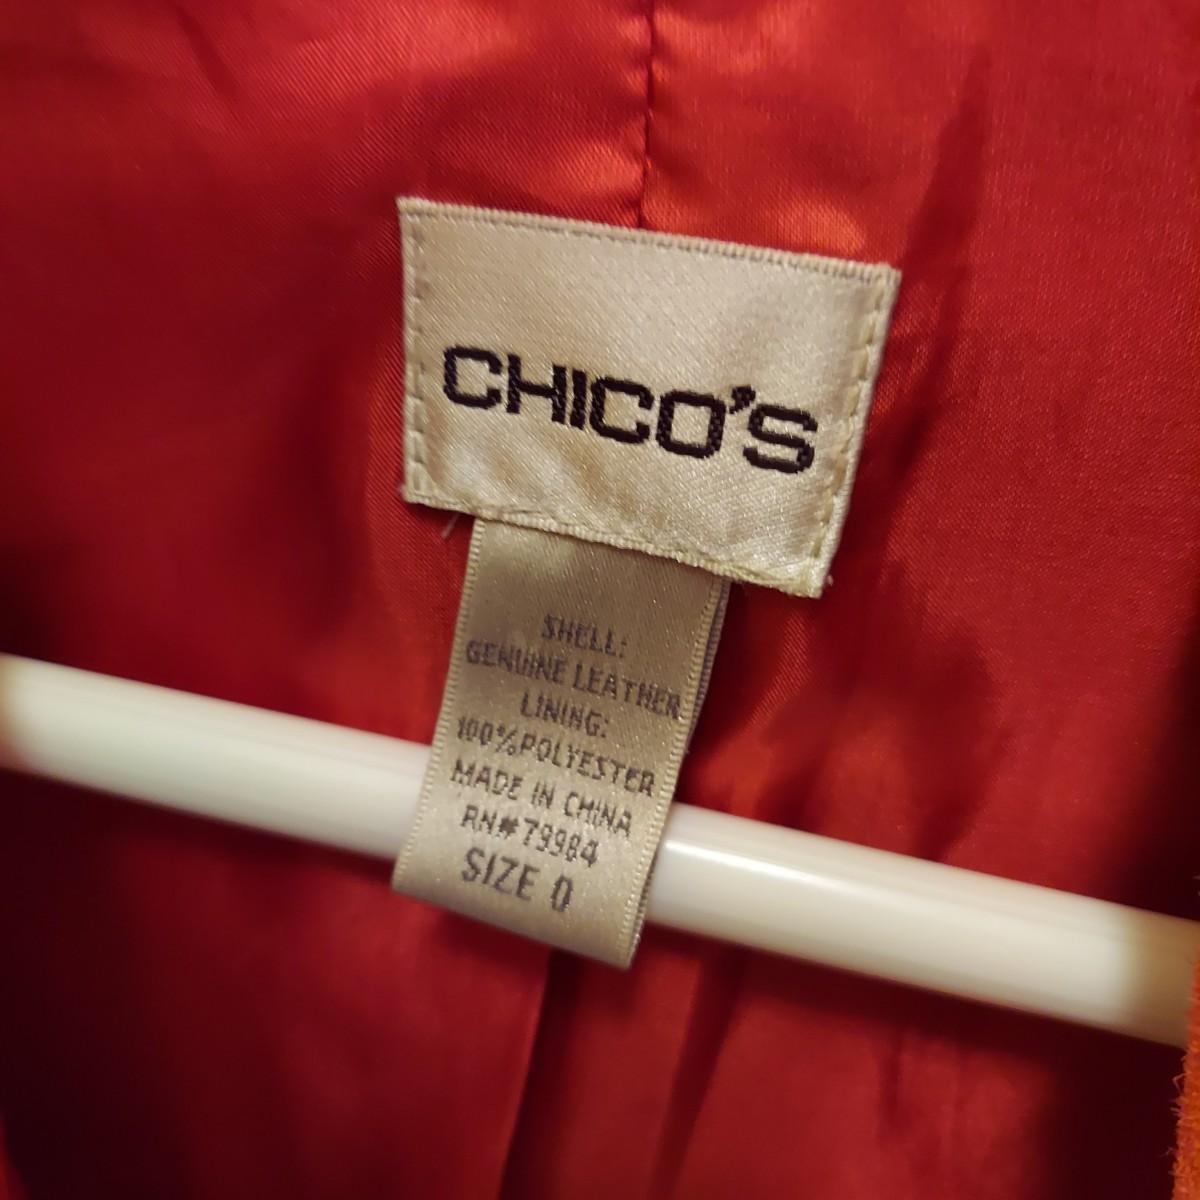 CHICO'S
SHELL:
GENUINE LEATHER
LINING:
100%POLYESTER
MADE IN CHINA
RN#79984
SIZE 0